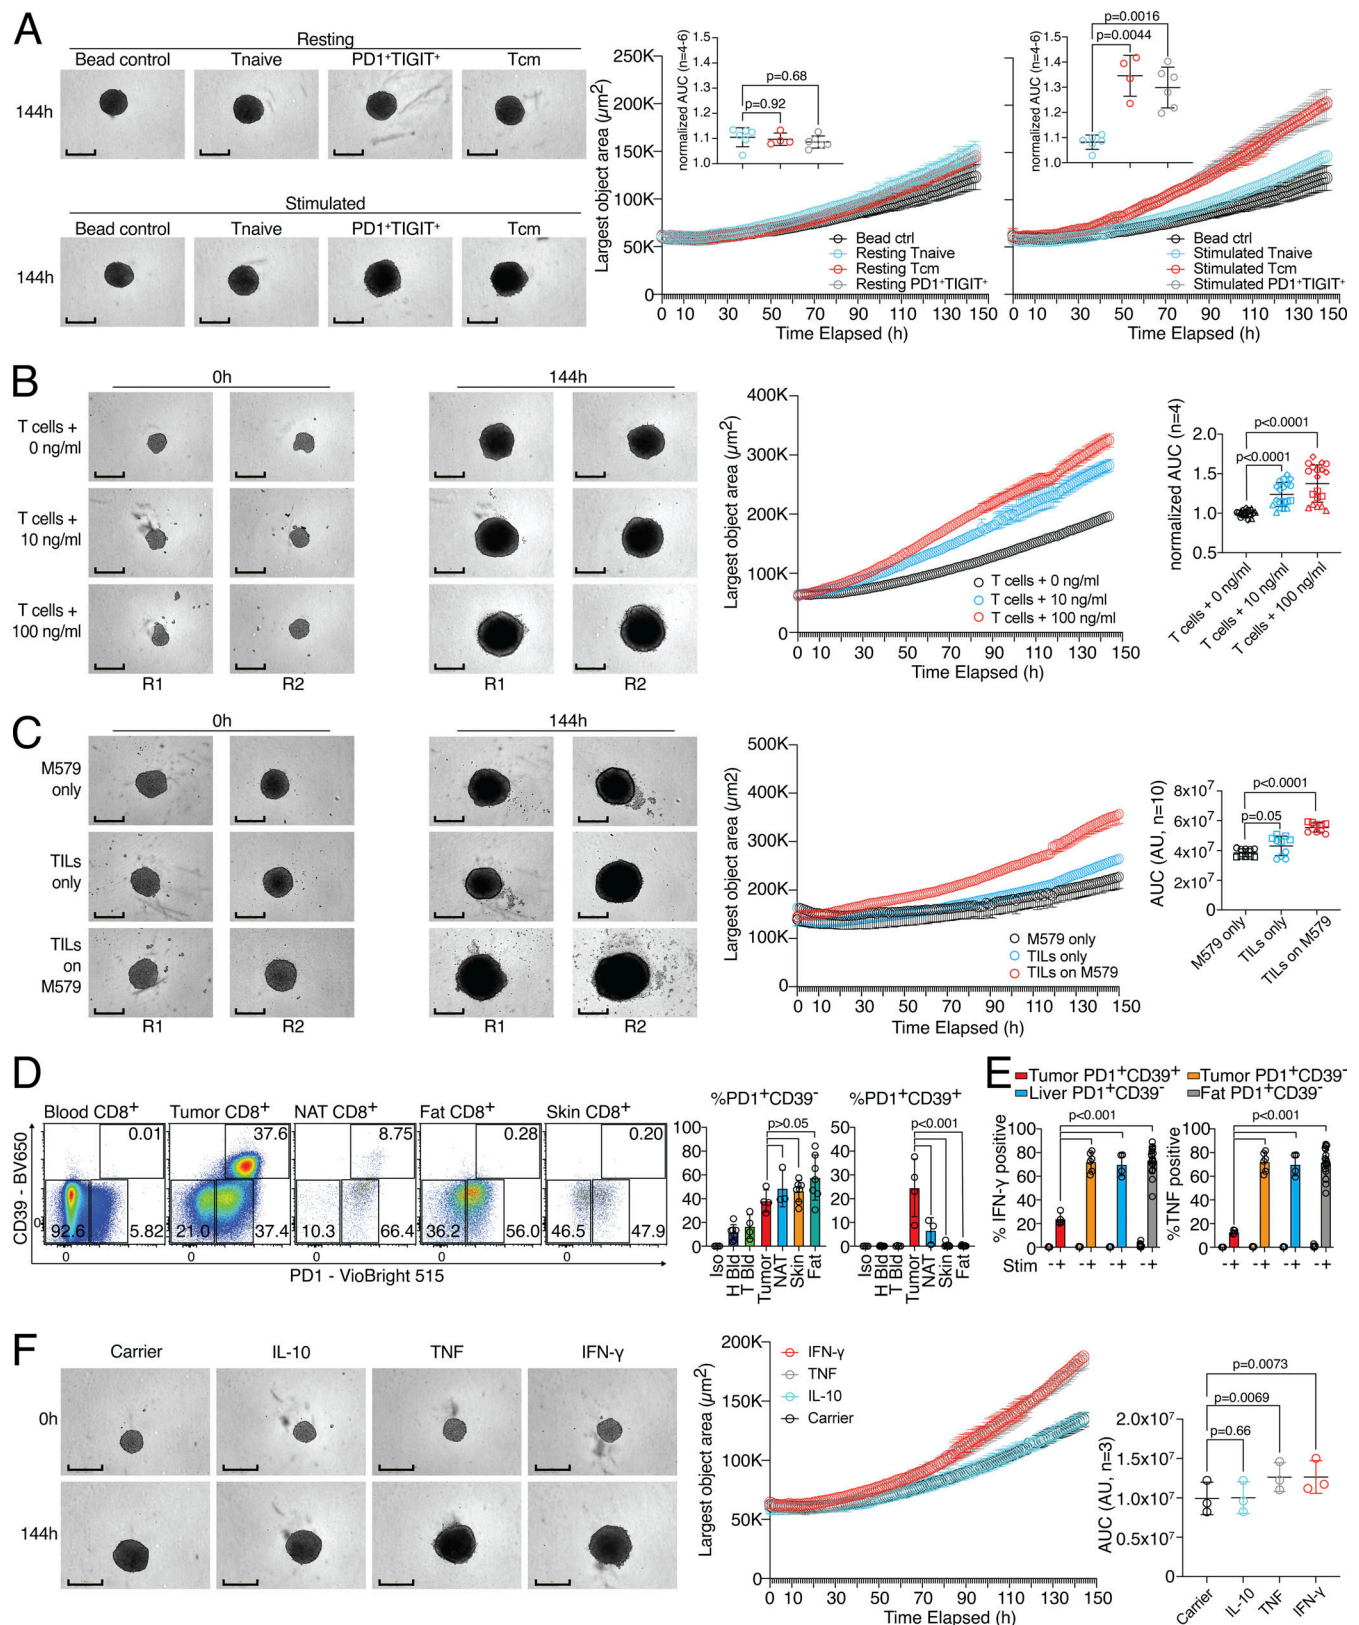 A
Resting
Bead control Tnaive PD1⁺TIGIT⁺ Tcm
144h
Stimulated
Bead control Tnaive PD1⁺TIGIT⁺ Tcm
144h
Largest object area (µm2)
250K
200K
150K
100K
50K
0
normalized AUC (n=4-6)
1.5
1.4
1.3
1.2
1.1
1.0
p=0.68
p=0.92
Bead ctrl
Resting Tnaive
Resting Tcm
Resting PD1⁺TIGIT⁺
0 10 30 50 70 90 110 130 150
Time Elapsed (h)
normalized AUC (n=4-6)
1.5
1.4
1.3
1.2
1.1
1.0
p=0.0016
p=0.0044
Bead ctrl
Stimulated Tnaive
Stimulated Tcm
Stimulated PD1⁺TIGIT⁺
0 10 30 50 70 90 110 130 150
Time Elapsed (h)
B
0h 144h
T cells +
0 ng/ml
T cells +
10 ng/ml
T cells +
100 ng/ml
R1 R2 R1 R2
Largest object area (µm2)
400K
300K
200K
100K
0
T cells + 0 ng/ml
T cells + 10 ng/ml
T cells + 100 ng/ml
0 10 30 50 70 90 110 130 150
Time Elapsed (h)
normalized AUC (n=4)
2.0
1.5
1.0
0.5
p<0.0001
p<0.0001
T cells + 0 ng/ml
T cells + 10 ng/ml
T cells + 100 ng/ml
C
0h 144h
M579
only
TILs
only
TILs
on
M579
R1 R2 R1 R2
Largest object area (µm2)
500K
400K
300K
200K
100K
0
M579 only
TILs only
TILs on M579
0 10 30 50 70 90 110 130 150
Time Elapsed (h)
AUC (AU, n=10)
8x10⁷
6x10⁷
4x10⁷
2x10⁷
0
p<0.0001
p=0.05
M579 only
TILs only
TILs on M579
D
Blood CD8⁺ Tumor CD8⁺ NAT CD8⁺ Fat CD8⁺ Skin CD8⁺
CD39 - BV650
0
0.01 37.6 8.75 0.28 0.20
92.6 5.82 21.0 37.4 10.3 66.4 36.2 56.0 46.5 47.9
0 0 0 0 0
PD1 - VioBright 515
%PD1⁺CD39⁻
p>0.05
100
80
60
40
20
0
Iso
H Bld
T Bld
Tumor
NAT
Skin
Fat
%PD1⁺CD39⁺
p<0.001
50
40
30
20
10
0
Iso
H Bld
T Bld
Tumor
NAT
Skin
Fat
E
Tumor PD1⁺CD39⁺ Tumor PD1⁺CD39⁻
Liver PD1⁺CD39⁻ Fat PD1⁺CD39⁻
% IFN-γ positive
p<0.001
100
80
60
40
20
0
Stim -+ -+ -+ -+
%TNF positive
p<0.001
100
80
60
40
20
0
-+ -+ -+ -+
F
Carrier IL-10 TNF IFN-γ
0h
144h
Largest object area (µm2)
200K
150K
100K
50K
0
IFN-γ
TNF
IL-10
Carrier
0 10 30 50 70 90 110 130 150
Time Elapsed (h)
AUC (AU, n=3)
2.0x10⁷
1.5x10⁷
1.0x10⁷
0.5x10⁷
0
p=0.0073
p=0.0069
p=0.66
Carrier
IL-10
TNF
IFN-γ